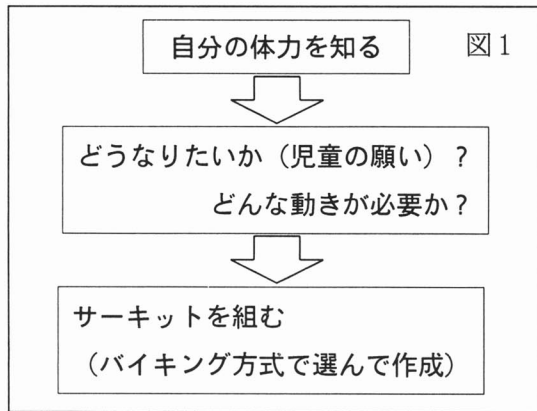 図1
自分の体力を知る
どうなりたいか（児童の願い）？
どんな動きが必要か？
サーキットを組む
（バイキング方式で選んで作成）